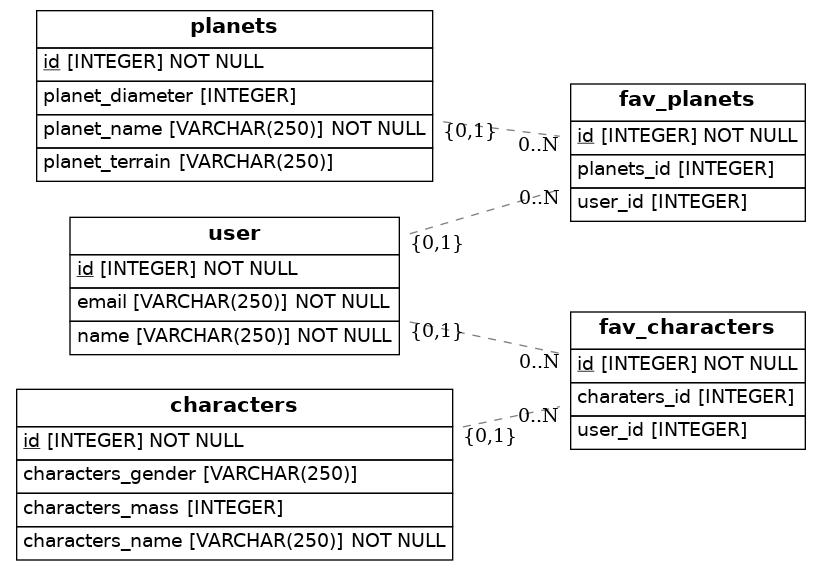 planets
id [INTEGER] NOT NULL
planet_diameter [INTEGER]
planet_name [VARCHAR(250)] NOT NULL
planet_terrain [VARCHAR(250)]
{0,1}
0..N
fav_planets
id [INTEGER] NOT NULL
planets_id [INTEGER]
user_id [INTEGER]
0..N
{0,1}
user
id [INTEGER] NOT NULL
email [VARCHAR(250)] NOT NULL
name [VARCHAR(250)] NOT NULL
{0,1}
0..N
fav_characters
id [INTEGER] NOT NULL
charaters_id [INTEGER]
user_id [INTEGER]
0..N
{0,1}
characters
id [INTEGER] NOT NULL
characters_gender [VARCHAR(250)]
characters_mass [INTEGER]
characters_name [VARCHAR(250)] NOT NULL